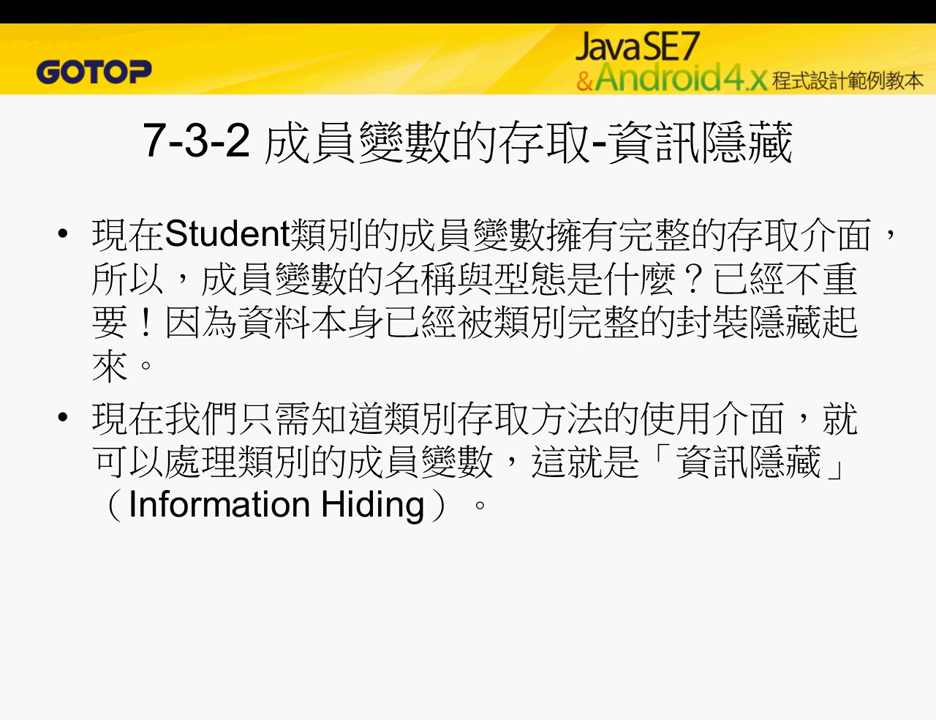 GOTOP
JavaSE7
&Android4.x 程式設計範例教本
7-3-2 成員變數的存取-資訊隱藏
• 現在Student類別的成員變數擁有完整的存取介面，
所以，成員變數的名稱與型態是什麼？已經不重
要！因為資料本身已經被類別完整的封裝隱藏起
來。
• 現在我們只需知道類別存取方法的使用介面，就
可以處理類別的成員變數，這就是「資訊隱藏」
（Information Hiding）。